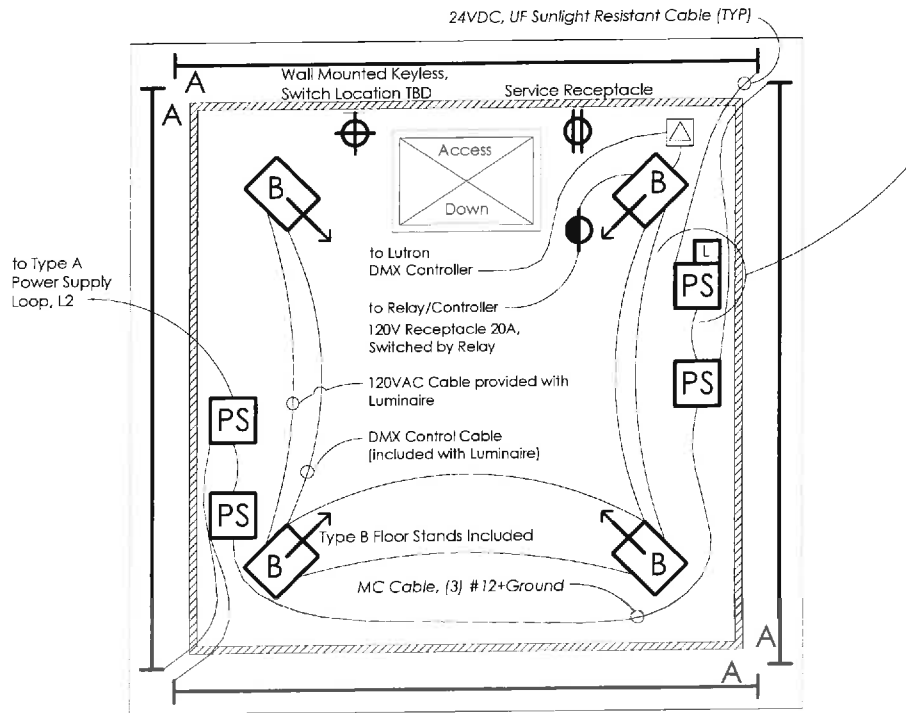 24VDC, UF Sunlight Resistant Cable (TYP)
A
A
Wall Mounted Keyless,
Switch Location TBD
Service Receptacle
Access
Down
B
B
to Lutron
DMX Controller
L
PS
to Type A
Power Supply
Loop, L2
to Relay/Controller
120V Receptacle 20A,
Switched by Relay
PS
120VAC Cable provided with
Luminaire
PS
DMX Control Cable
(included with Luminaire)
PS
Type B Floor Stands Included
B
B
MC Cable, (3) #12+Ground
A
A